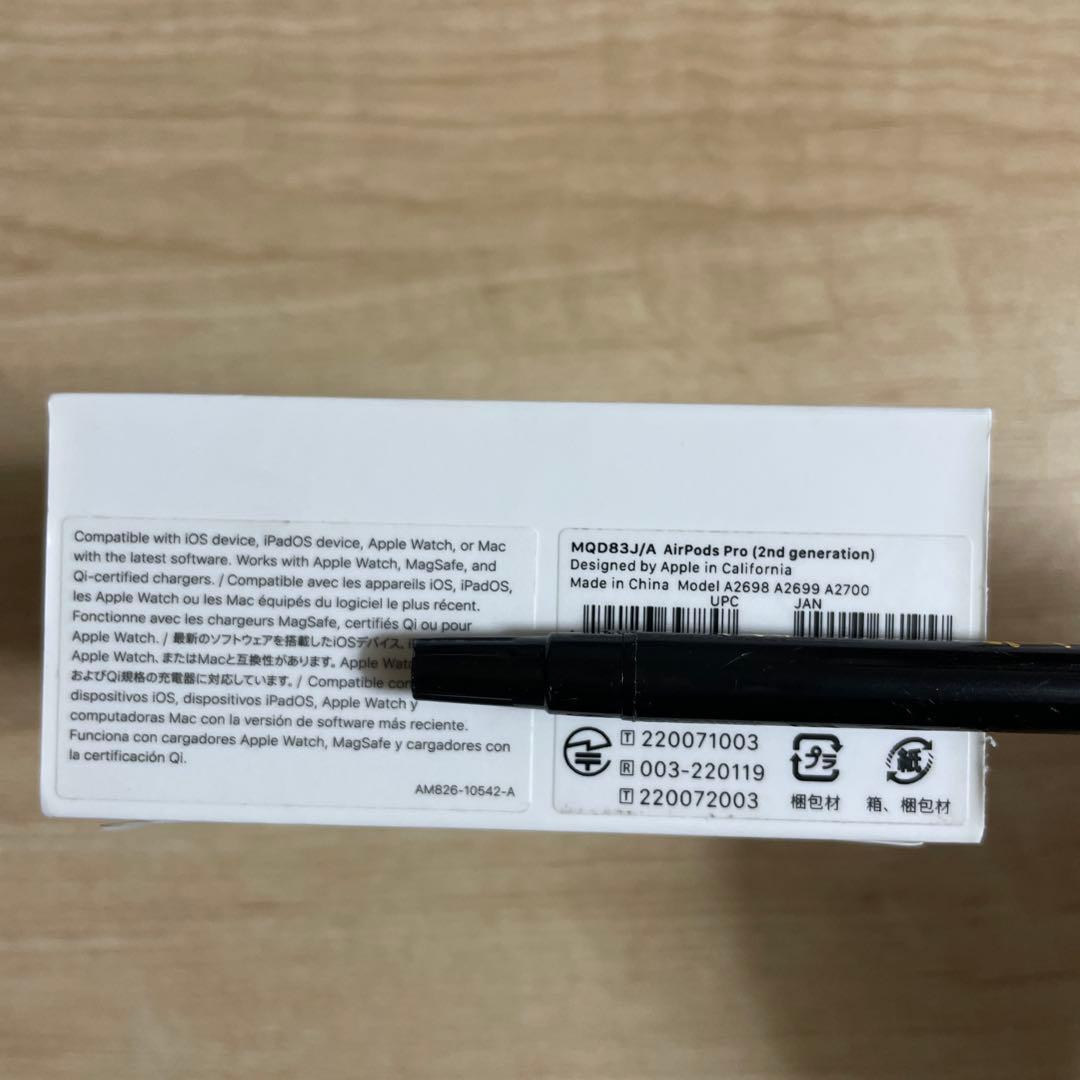 Compatible with iOS device, iPadOS device, Apple Watch, or Mac
with the latest software. Works with Apple Watch, MagSafe, and
Qi-certified chargers. / Compatible avec les appareils iOS, iPadOS,
les Apple Watch ou les Mac équipés du logiciel le plus récent.
Fonctionne avec les chargeurs MagSafe, certifiés Qi ou pour
Apple Watch. / 最新のソフトウェアを搭載したiOSデバイス、
Apple Watch、またはMacと互換性があります。Apple
およびQi規格の充電器に対応しています。/ Compatible
dispositivos iOS, dispositivos iPadOS, Apple Watch y
computadoras Mac con la versión de software más reciente.
Funciona con cargadores Apple Watch, MagSafe y cargadores con
la certificación Qi.
AM826-10542-A
MQD83J/A AirPods Pro (2nd generation)
Designed by Apple in California
Made in China Model A2698 A2699 A2700
UPC JAN
T 220071003
R 003-220119
T 220072003
プラ
梱包材
紙
箱、梱包材